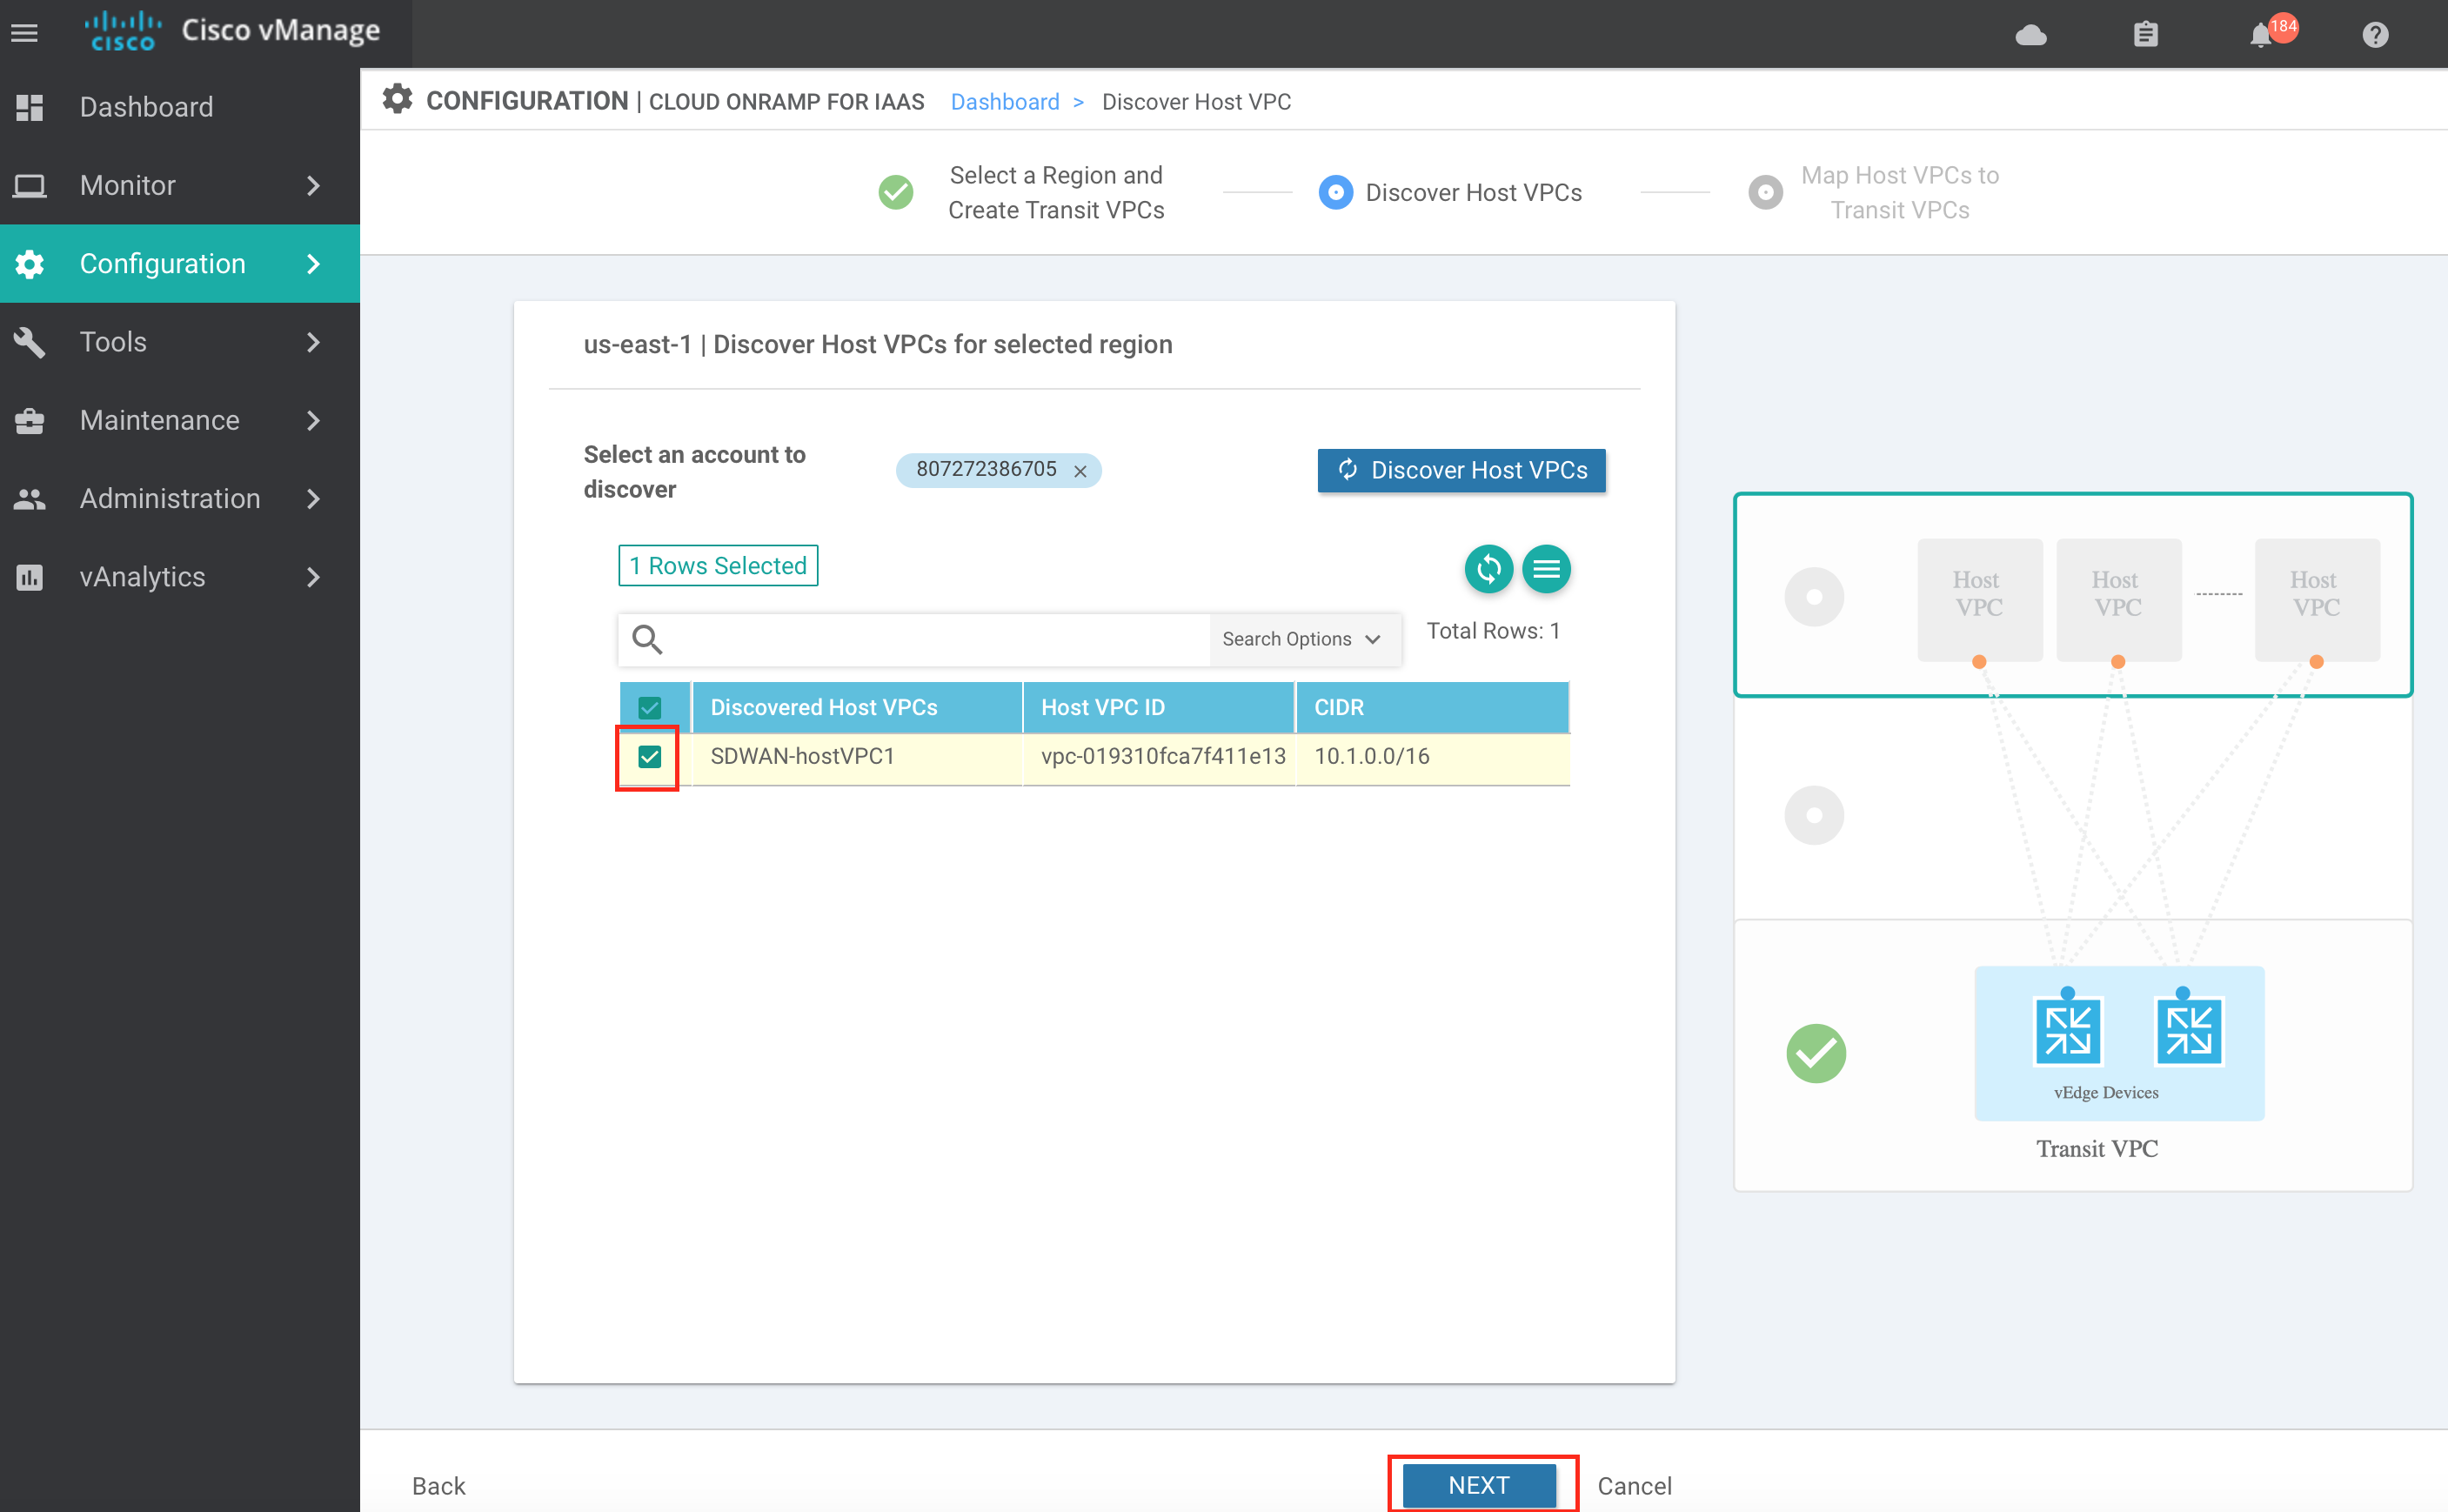 cisco Cisco vManage
184
Dashboard
Monitor
Configuration
Tools
Maintenance
Administration
vAnalytics
CONFIGURATION | CLOUD ONRAMP FOR IAAS Dashboard > Discover Host VPC
Select a Region and
Create Transit VPCs
Discover Host VPCs
Map Host VPCs to
Transit VPCs
us-east-1 | Discover Host VPCs for selected region
Select an account to
discover
807272386705
Discover Host VPCs
1 Rows Selected
Search Options
Total Rows: 1
Discovered Host VPCs Host VPC ID CIDR
SDWAN-hostVPC1 vpc-019310fca7f411e13 10.1.0.0/16
Host
VPC
Host
VPC
Host
VPC
vEdge Devices
Transit VPC
Back
NEXT
Cancel